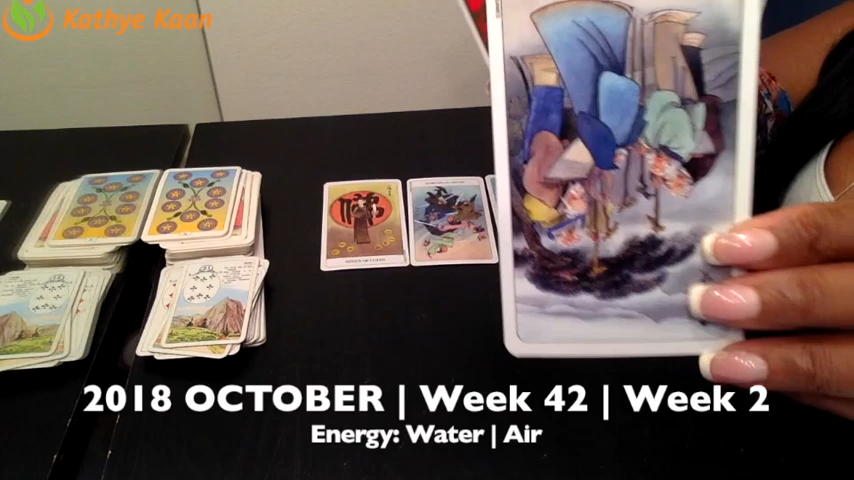 Kathye Kaan
2018 OCTOBER | Week 42 | Week 2
Energy: Water | Air